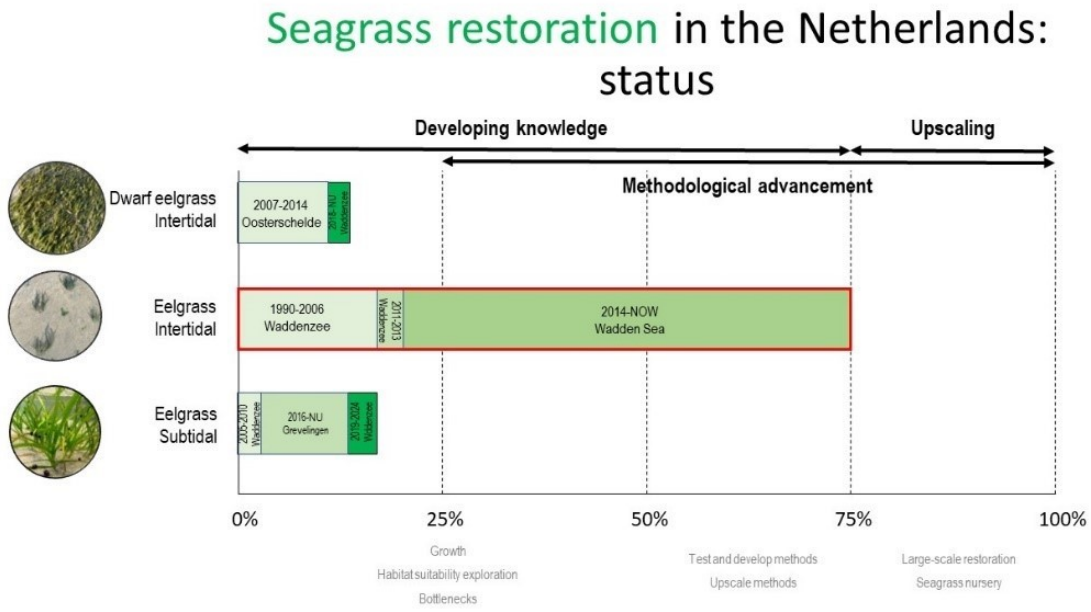 Seagrass restoration in the Netherlands:
status
Developing knowledge
Upscaling
Methodological advancement
Dwarf eelgrass
Intertidal
2007-2014
Oosterschelde
2018-NU
Waddenzee
Eelgrass
Intertidal
1990-2006
Waddenzee
2011-2013
Waddenzee
2014-NOW
Wadden Sea
Eelgrass
Subtidal
2005-2010
Waddenzee
2016-NU
Grevelingen
2019-2024
Wddenzee
0%
25%
50%
75%
100%
Growth
Habitat suitability exploration
Bottlenecks
Test and develop methods
Upscale methods
Large-scale restoration
Seagrass nursery